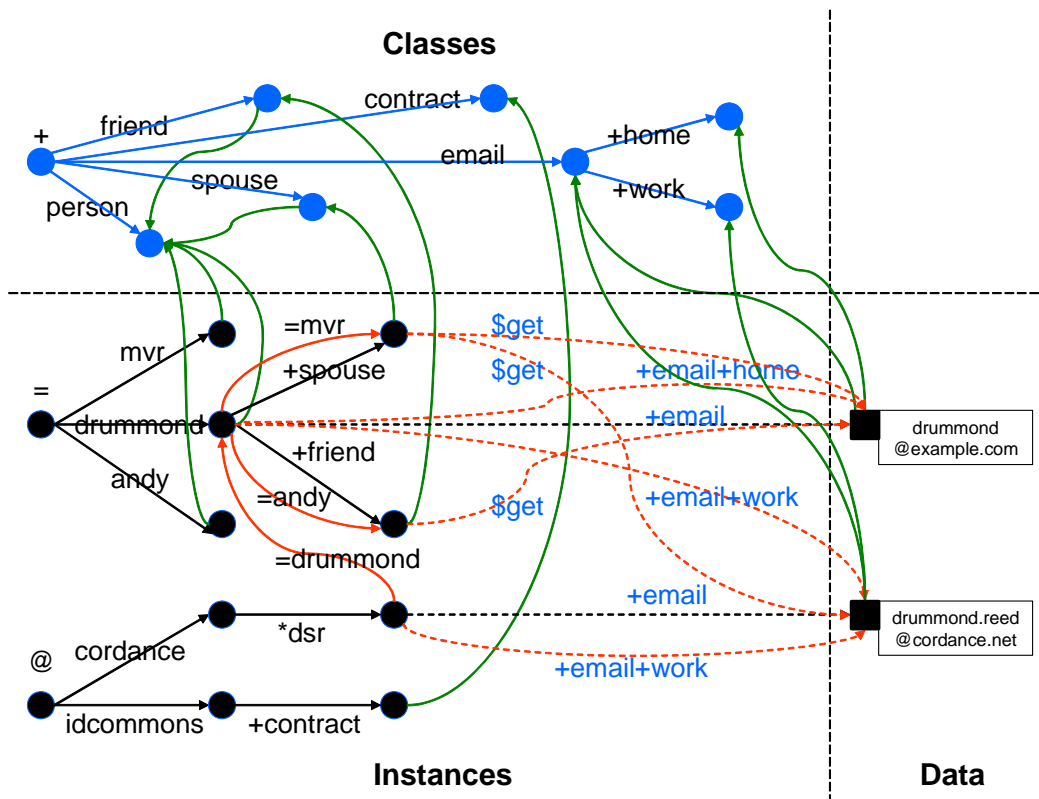 Classes
contract
friend
+
+home
email
spouse
+work
person
=mvr
$get
mvr
+spouse
$get
+email+home
=
drummond
+email
drummond
@example.com
+friend
andy
=andy
$get
+email+work
=drummond
+email
drummond.reed
@cordance.net
*dsr
cordance
@
+email+work
idcommons
+contract
Instances
Data